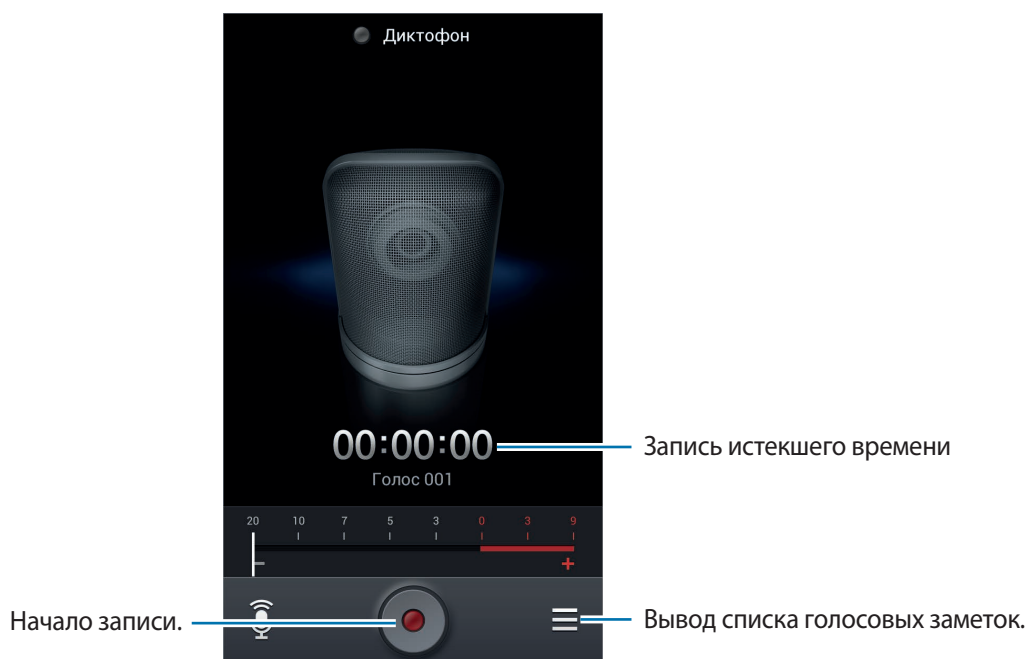 Диктофон
00:00:00
Запись истекшего времени
Голос 001
20 10 7 5 3 0 3 9
− +
Начало записи.
Вывод списка голосовых заметок.